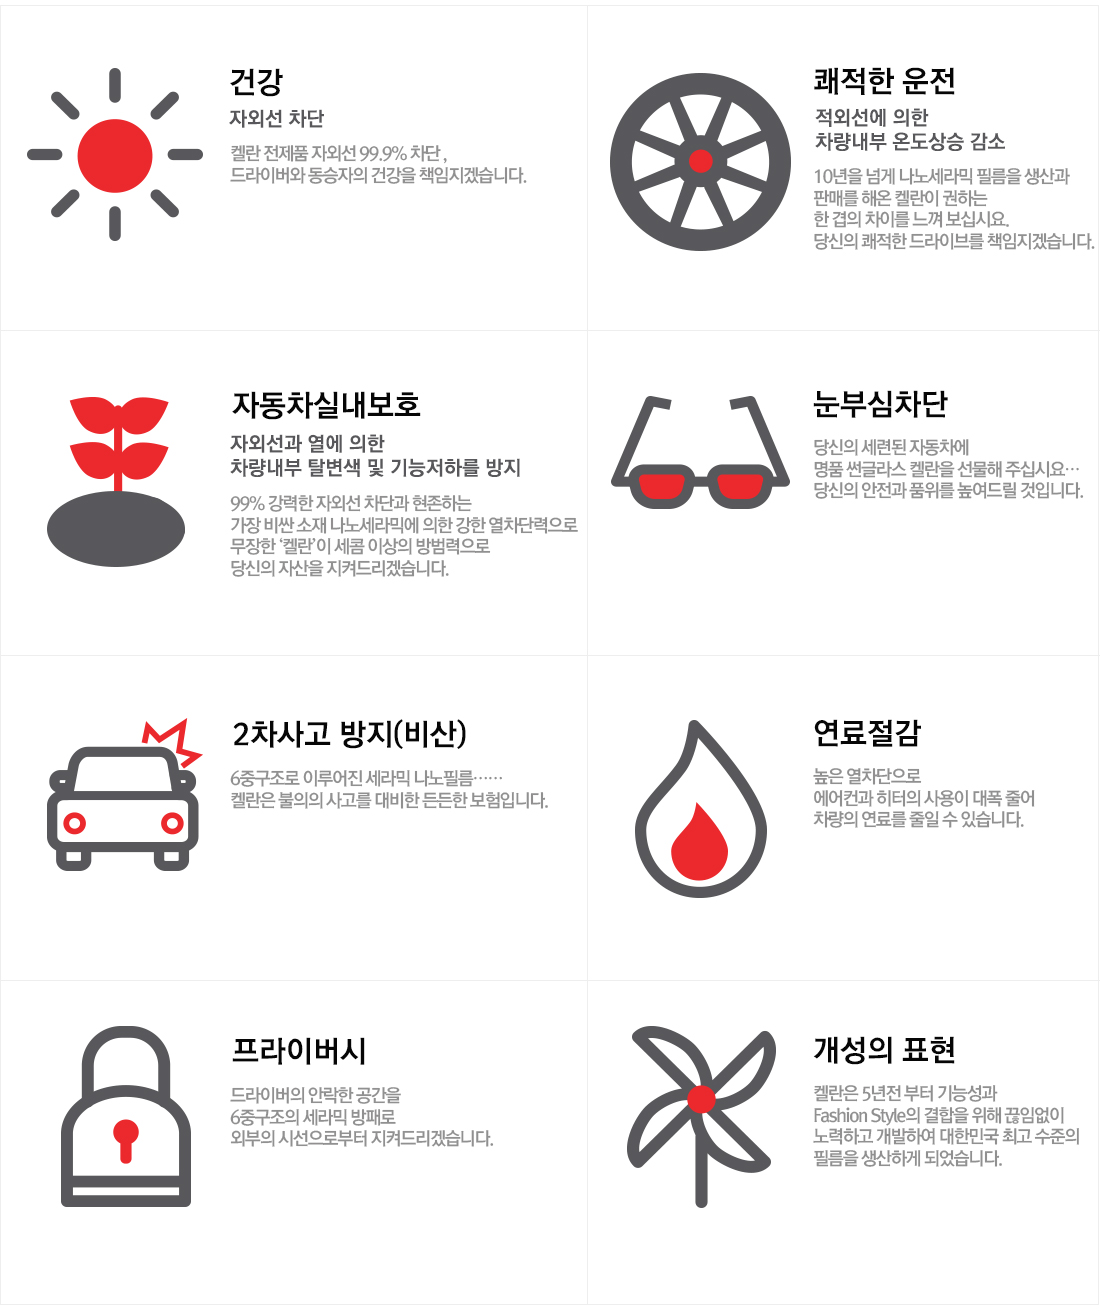 건강
자외선 차단
켈란 전제품 자외선 99.9% 차단 ,
드라이버와 동승자의 건강을 책임지겠습니다.
쾌적한 운전
적외선에 의한
차량내부 온도상승 감소
10년을 넘게 나노세라믹 필름을 생산과
판매를 해온 켈란이 권하는
한 겹의 차이를 느껴 보십시요.
당신의 쾌적한 드라이브를 책임지겠습니다.
자동차실내보호
자외선과 열에 의한
차량내부 탈변색 및 기능저하를 방지
99% 강력한 자외선 차단과 현존하는
가장 비싼 소재 나노세라믹에 의한 강한 열차단력으로
무장한 ‘켈란’이 세콤 이상의 방범력으로
당신의 자산을 지켜드리겠습니다.
눈부심차단
당신의 세련된 자동차에
명품 썬글라스 켈란을 선물해 주십시요…
당신의 안전과 품위를 높여드릴 것입니다.
2차사고 방지(비산)
6중구조로 이루어진 세라믹 나노필름……
켈란은 불의의 사고를 대비한 든든한 보험입니다.
연료절감
높은 열차단으로
에어컨과 히터의 사용이 대폭 줄어
차량의 연료를 줄일 수 있습니다.
프라이버시
드라이버의 안락한 공간을
6중구조의 세라믹 방패로
외부의 시선으로부터 지켜드리겠습니다.
개성의 표현
켈란은 5년전 부터 기능성과
Fashion Style의 결합을 위해 끊임없이
노력하고 개발하여 대한민국 최고 수준의
필름을 생산하게 되었습니다.